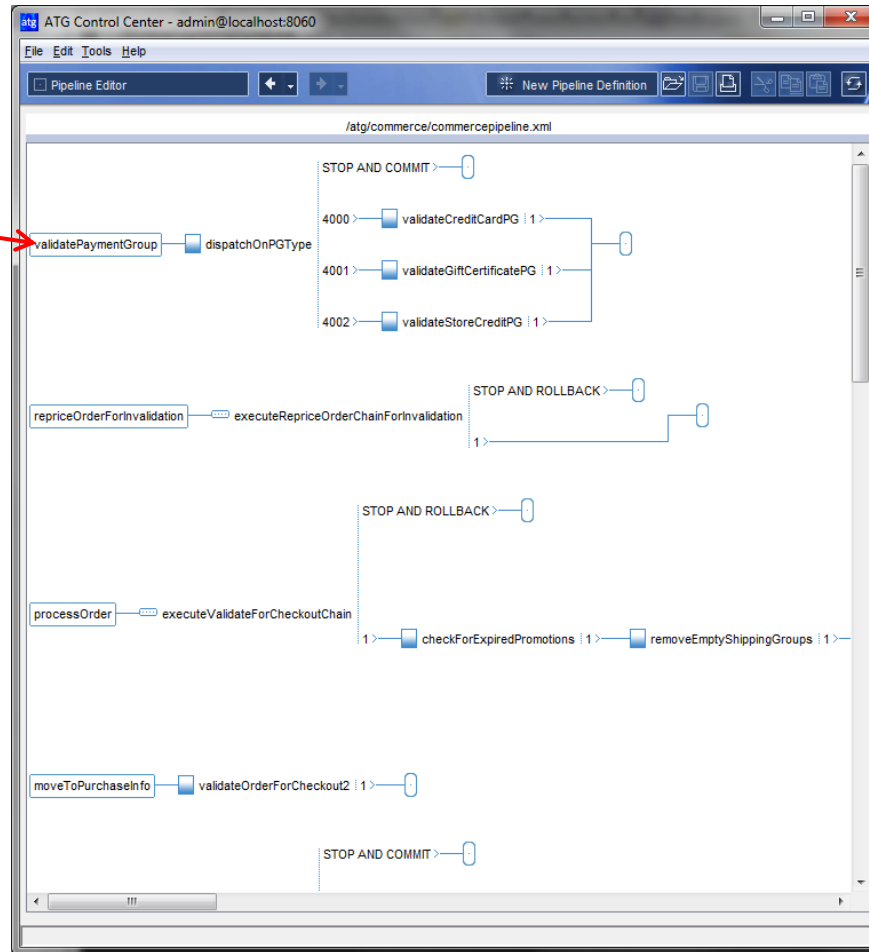 atg ATG Control Center - admin@localhost:8060
File Edit Tools Help
Pipeline Editor New Pipeline Definition
/atg/commerce/commercepipeline.xml
STOP AND COMMIT
4000 validateCreditCardPG 1
validatePaymentGroup dispatchOnPGType
4001 validateGiftCertificatePG 1
4002 validateStoreCreditPG 1
STOP AND ROLLBACK
repriceOrderForInvalidation executeRepriceOrderChainForInvalidation
1
STOP AND ROLLBACK
processOrder executeValidateForCheckoutChain
1 checkForExpiredPromotions 1 removeEmptyShippingGroups 1
moveToPurchaseInfo validateOrderForCheckout2 1
STOP AND COMMIT